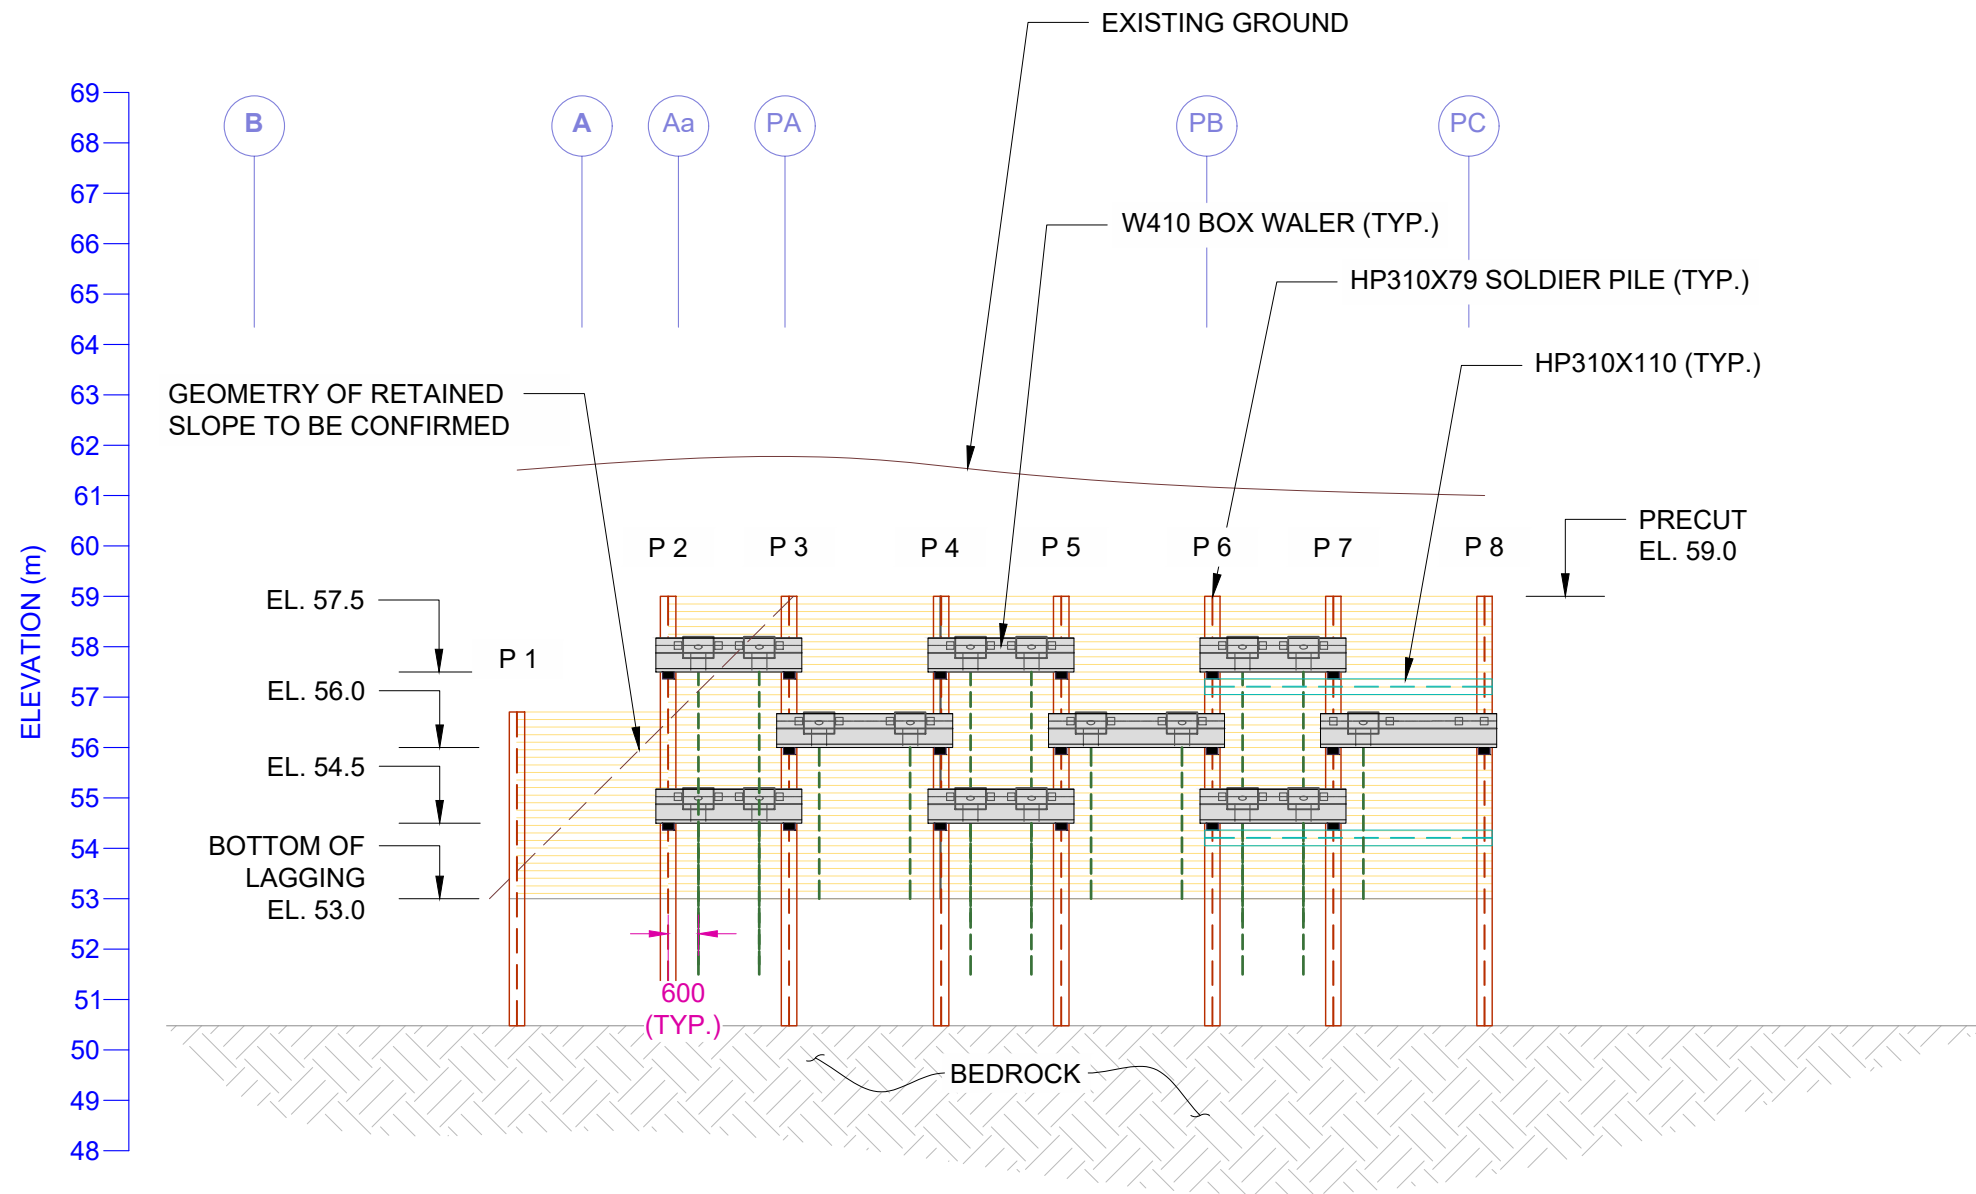 EXISTING GROUND
69
68
67
66
65
64
63
62
61
60
59
58
57
56
55
54
53
52
51
50
49
48
ELEVATION (m)
B
A
Aa
PA
PB
PC
W410 BOX WALER (TYP.)
HP310X79 SOLDIER PILE (TYP.)
HP310X110 (TYP.)
GEOMETRY OF RETAINED
SLOPE TO BE CONFIRMED
PRECUT
EL. 59.0
P 1
P 2
P 3
P 4
P 5
P 6
P 7
P 8
EL. 57.5
EL. 56.0
EL. 54.5
BOTTOM OF
LAGGING
EL. 53.0
600
(TYP.)
BEDROCK